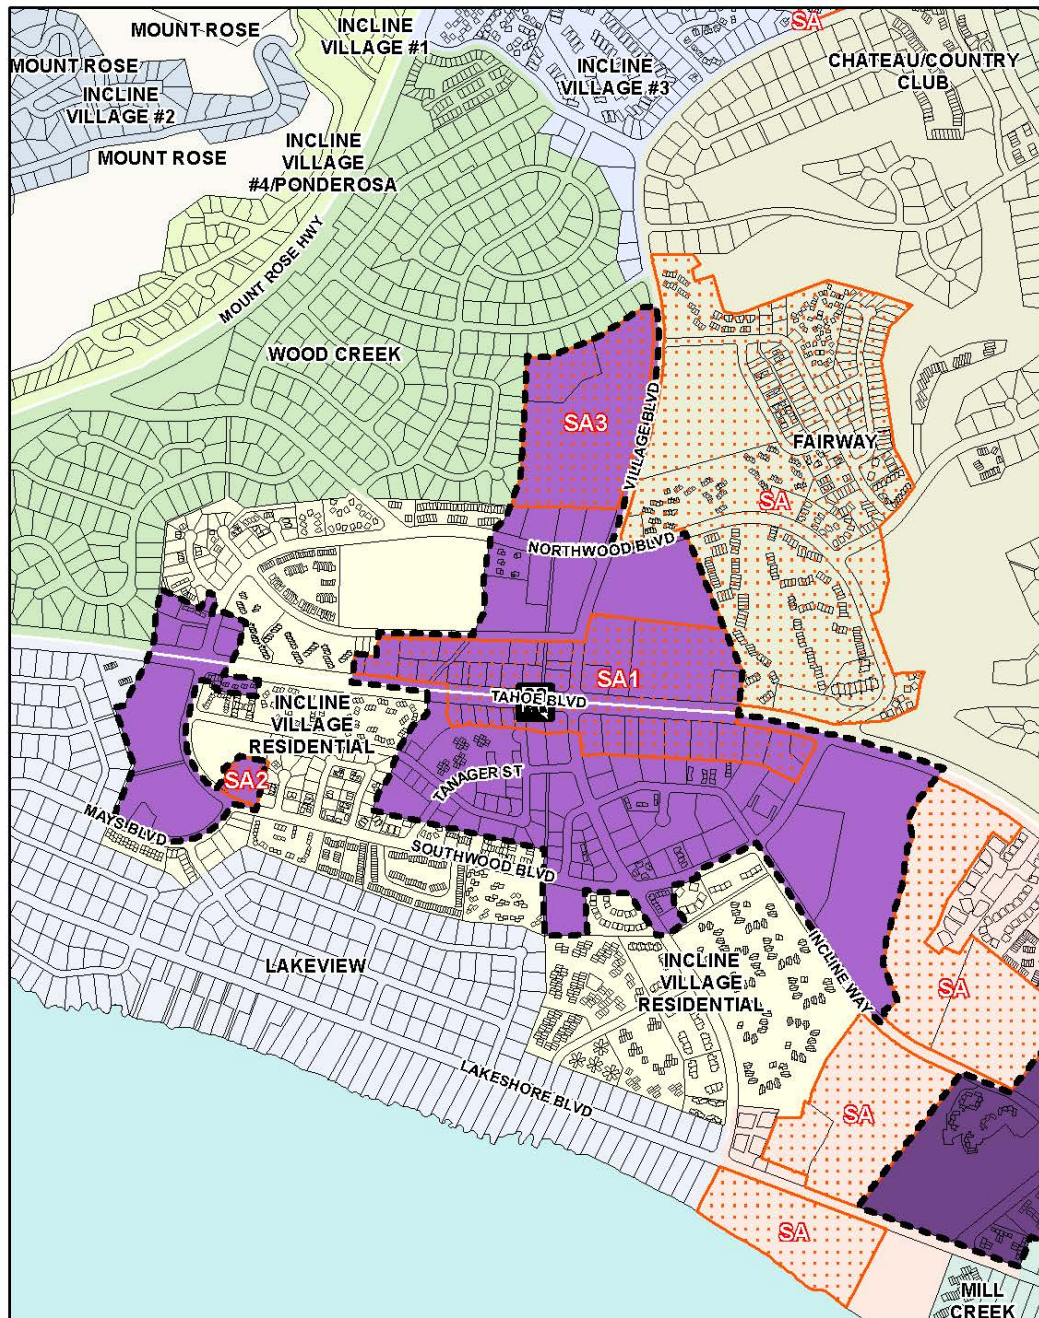 MOUNT ROSE
INCLINE
VILLAGE #1
SA
MOUNT ROSE
INCLINE
VILLAGE #2
INCLINE
VILLAGE #3
CHATEAU/COUNTRY
CLUB
MOUNT ROSE
INCLINE
VILLAGE
#4/PONDEROSA
MOUNT ROSE HWY
WOOD CREEK
SA3
VILLAGE BLVD
FAIRWAY
SA
NORTHWOOD BLVD
SA1
TAHOE BLVD
INCLINE
VILLAGE
RESIDENTIAL
SA2
TANAGER ST
MAYS BLVD
SOUTHWOOD BLVD
LAKEVIEW
INCLINE
VILLAGE
RESIDENTIAL
INCLINE WAY
SA
LAKESHORE BLVD
SA
SA
MILL
CREEK